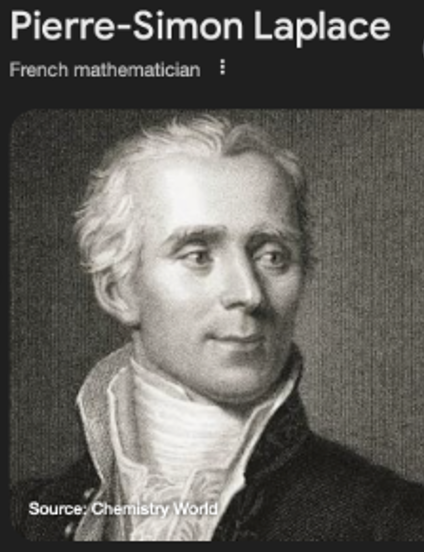 Pierre-Simon Laplace
French mathematician
Source: Chemistry World